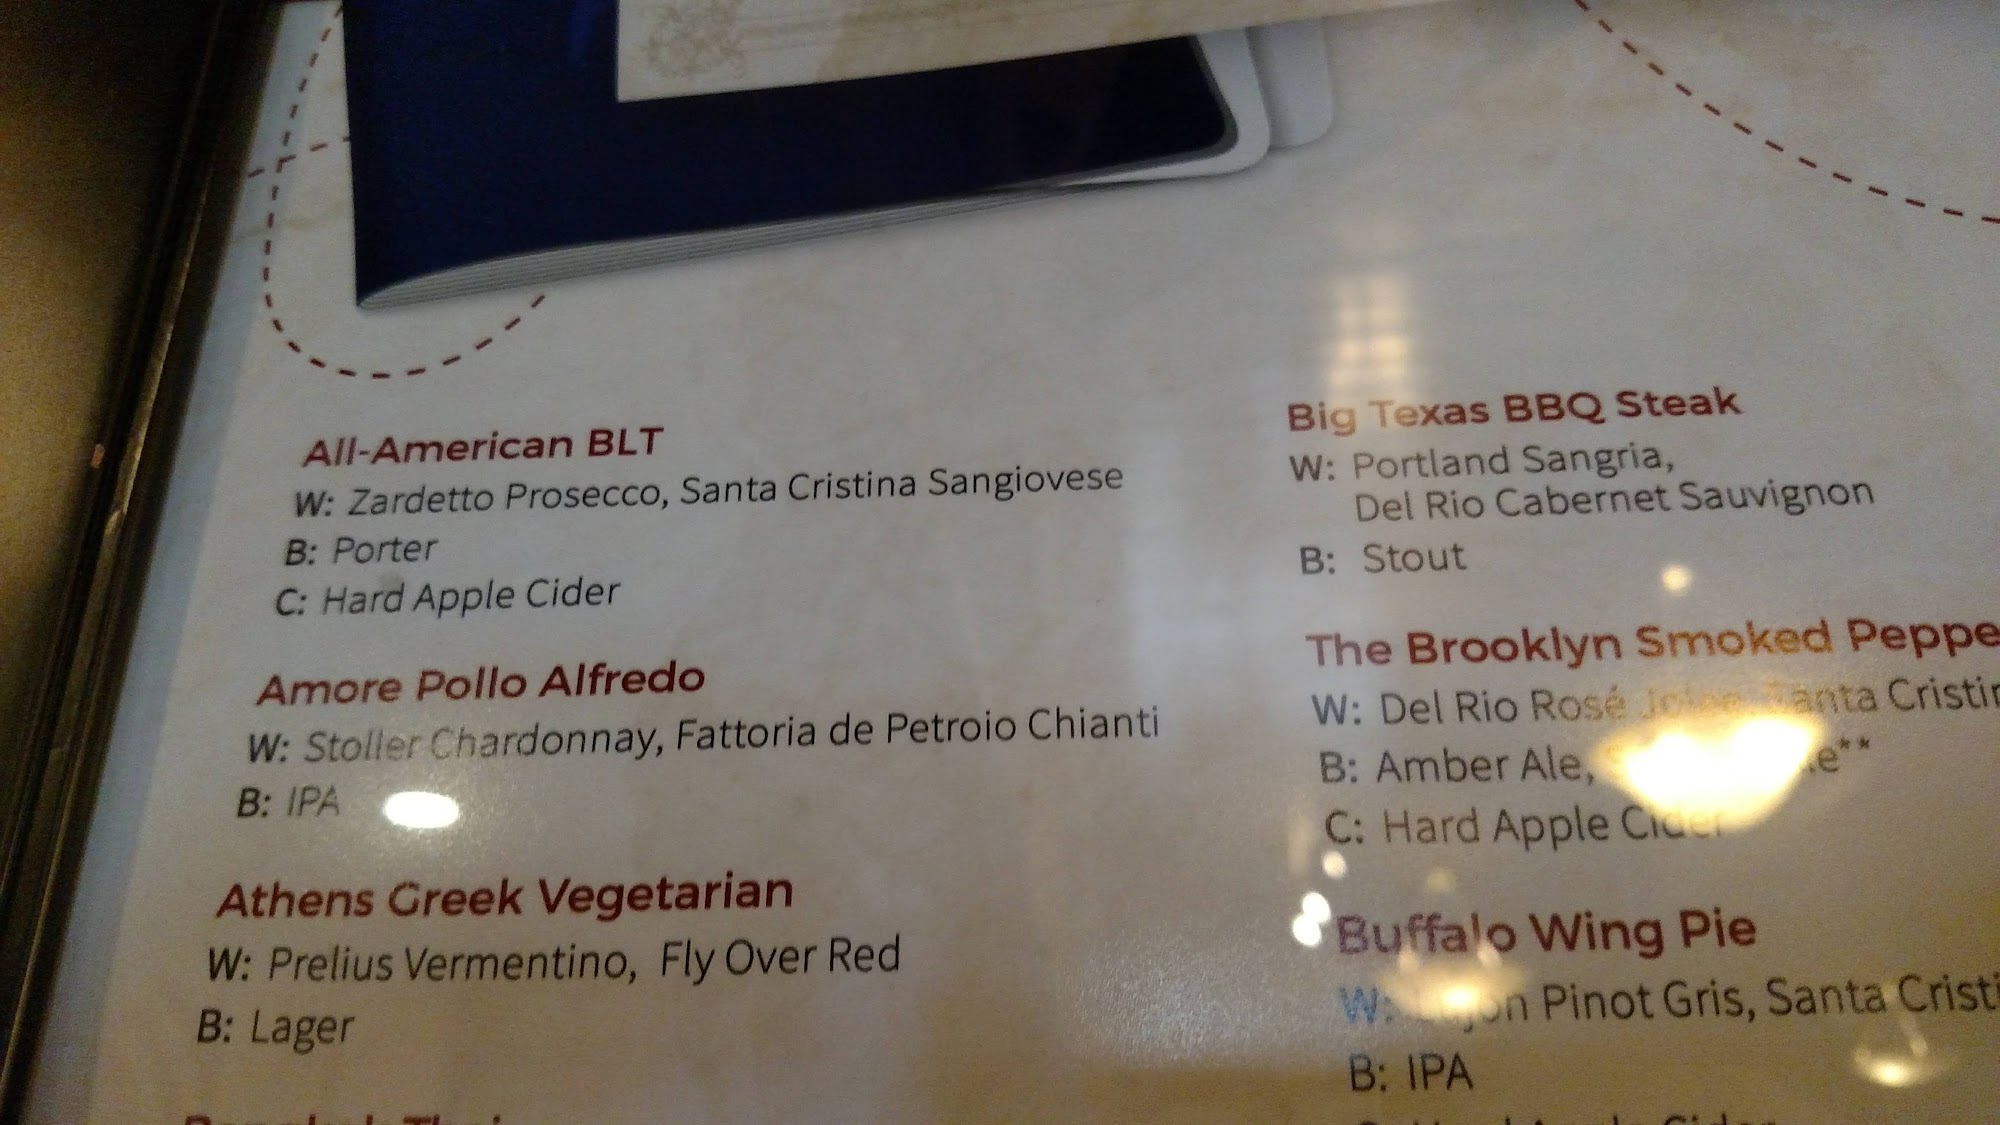 All-American BLT
W: Zardetto Prosecco, Santa Cristina Sangiovese
B: Porter
C: Hard Apple Cider
Amore Pollo Alfredo
W: Stoller Chardonnay, Fattoria de Petroio Chianti
B: IPA
Athens Greek Vegetarian
W: Prelius Vermentino, Fly Over Red
B: Lager
Big Texas BBQ Steak
W: Portland Sangria,
Del Rio Cabernet Sauvignon
B: Stout
The Brooklyn Smoked
W: Del Rio Rosé Santa
B: Amber Ale,
C: Hard Apple Cider
Buffalo Wing Pie
W: Pinot Gris, Santa
B: IPA